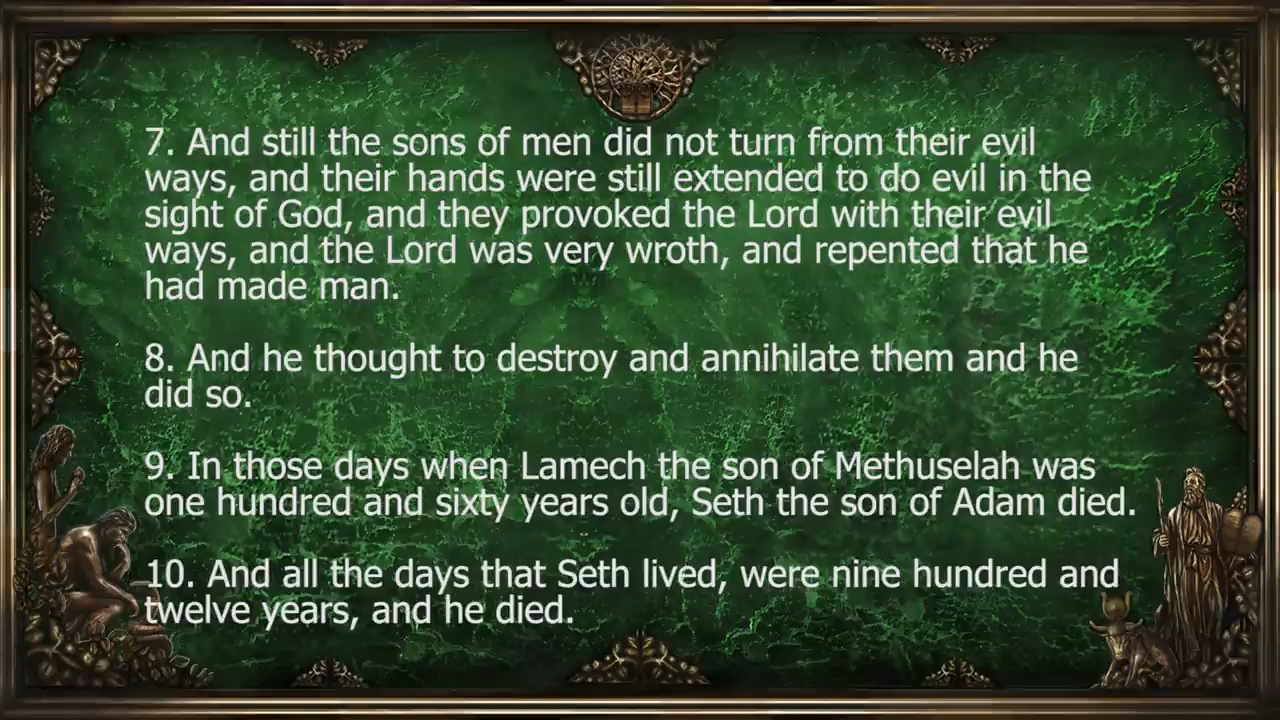 7. And still the sons of men did not turn from their evil
ways, and their hands were still extended to do evil in the
sight of God, and they provoked the Lord with their evil
ways, and the Lord was very wroth, and repented that he
had made man.
8. And he thought to destroy and annihilate them and he
did so.
9. In those days when Lamech the son of Methuselah was
one hundred and sixty years old, Seth the son of Adam died.
10. And all the days that Seth lived, were nine hundred and
twelve years, and he died.